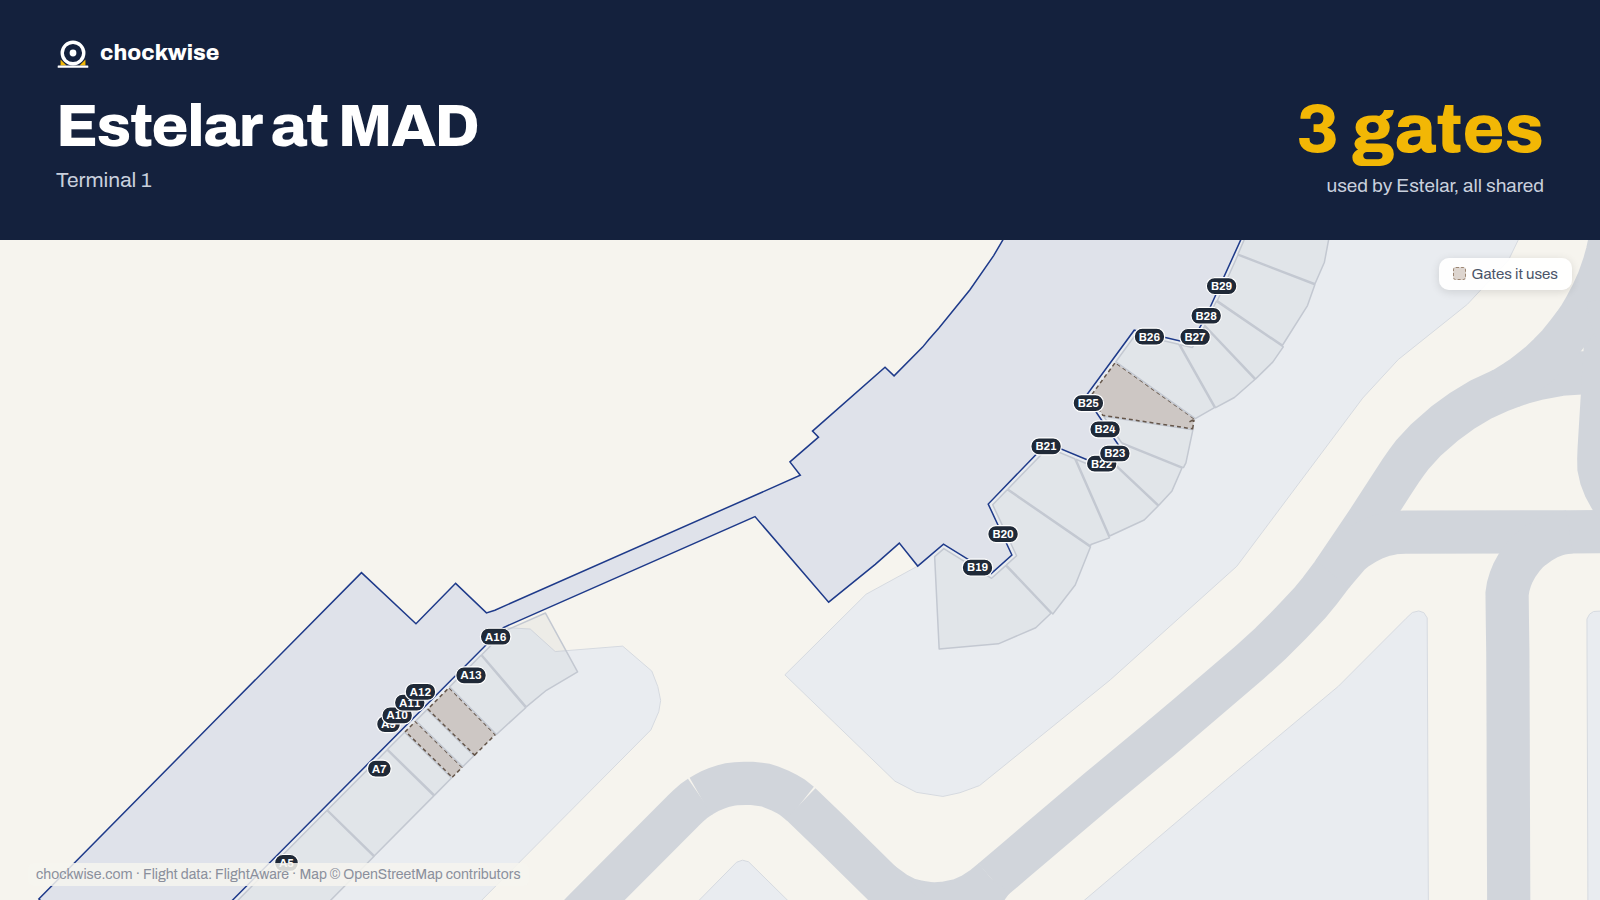 chockwise
Estelar at MAD
Terminal 1
3 gates
used by Estelar, all shared
Gates it uses
B29
B28
B26
B27
B25
B24
B21
B23
B22
B20
B19
A16
A13
A12
A11
A10
A7
A5
chockwise.com · Flight data: FlightAware · Map © OpenStreetMap contributors